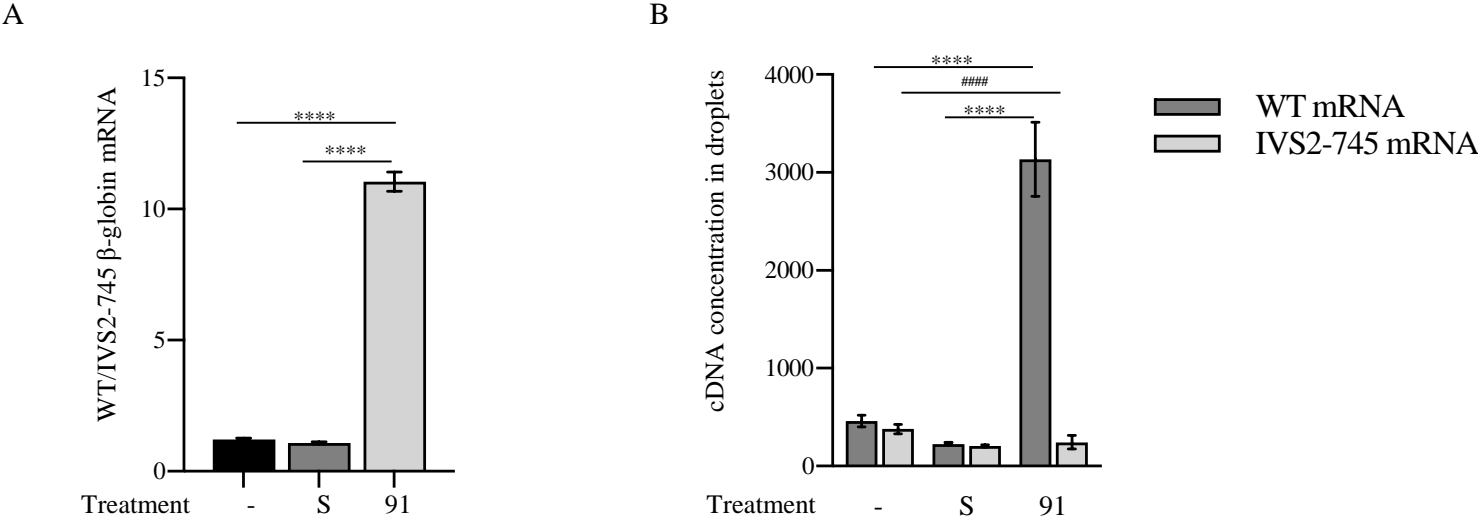 A
WT/IVS2-745 β-globin mRNA
15
10
5
0
****
****
Treatment - S 91
B
cDNA concentration in droplets
4000
3000
2000
1000
0
****
####
****
Treatment - S 91
WT mRNA
IVS2-745 mRNA